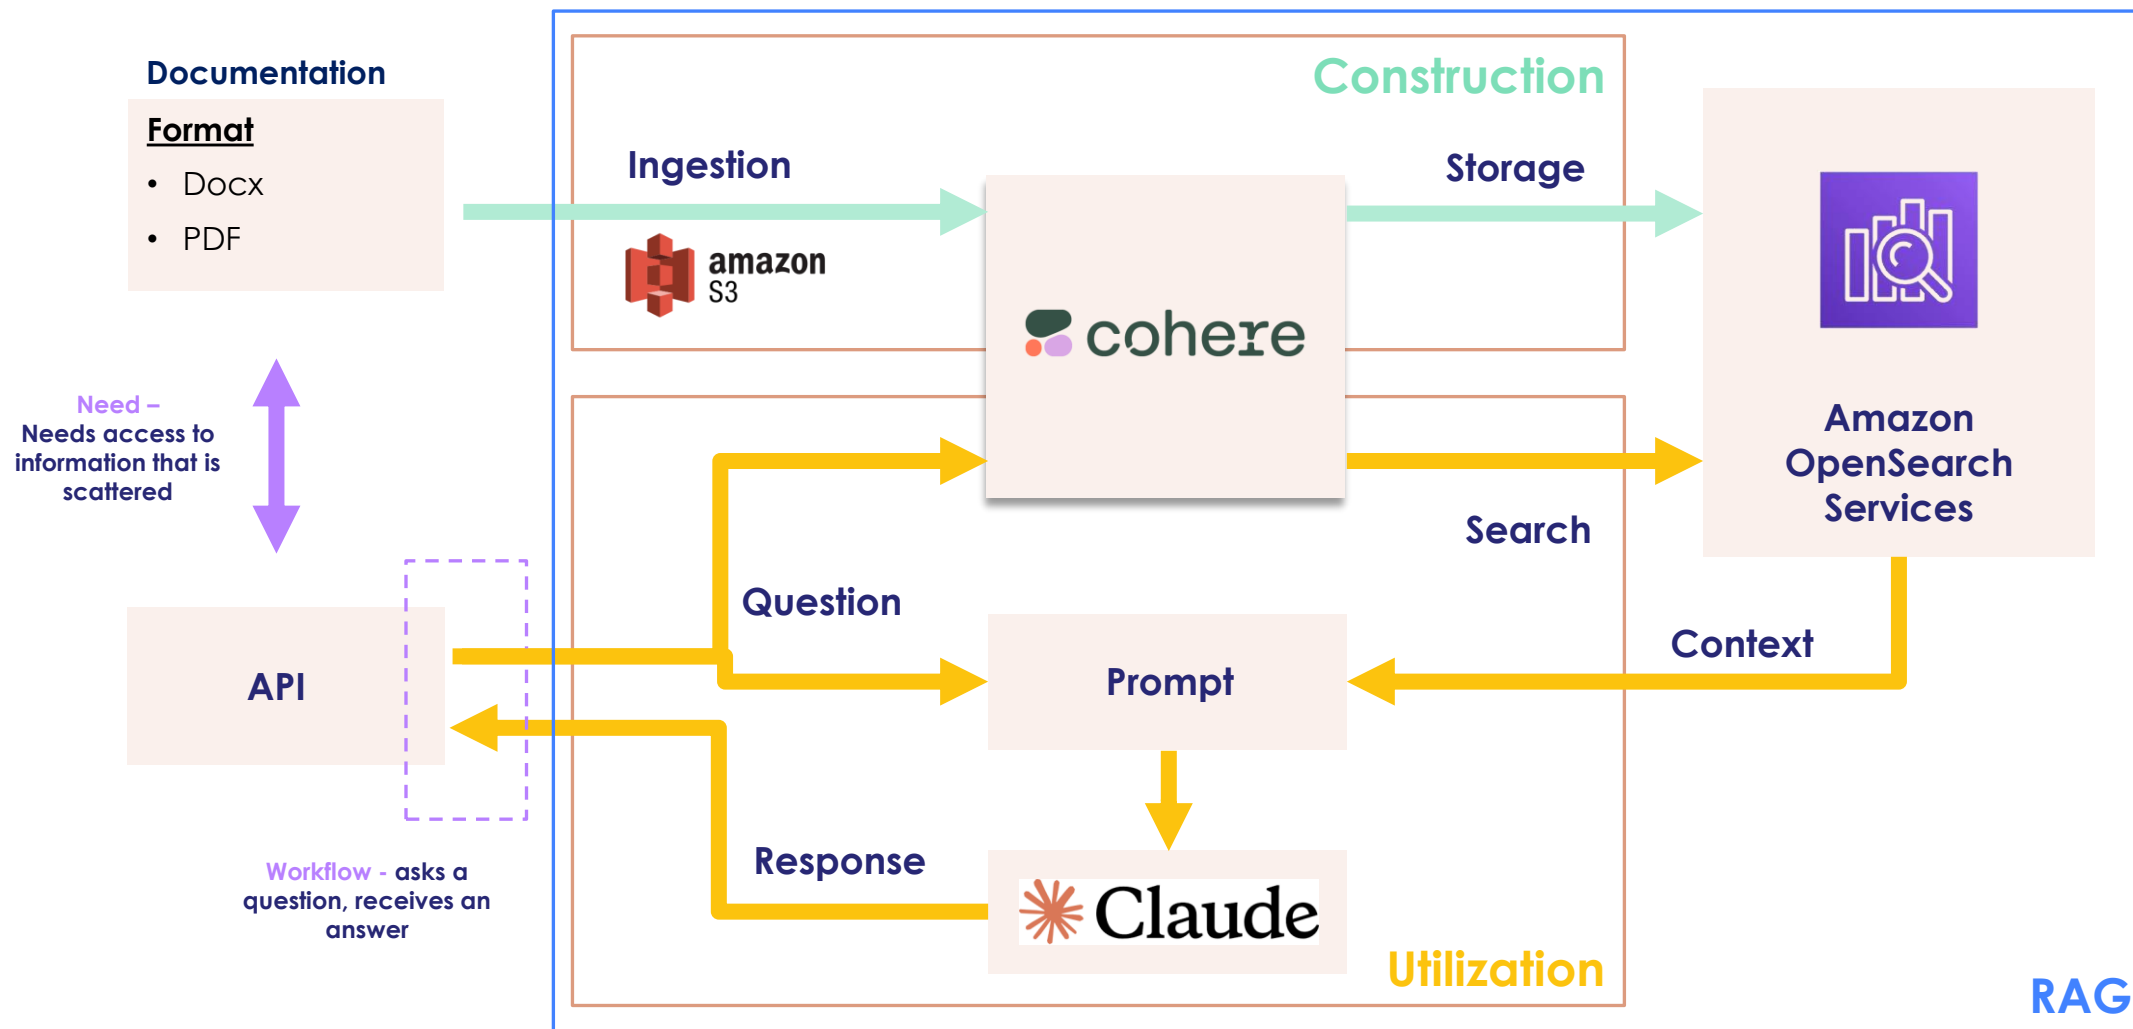 Documentation
Format
• Docx
• PDF
Construction
Ingestion
Storage
amazon
S3
cohere
Amazon
OpenSearch
Services
Need –
Needs access to
information that is
scattered
Search
Question
Context
API
Prompt
Workflow - asks a
question, receives an
answer
Response
Claude
Utilization
RAG